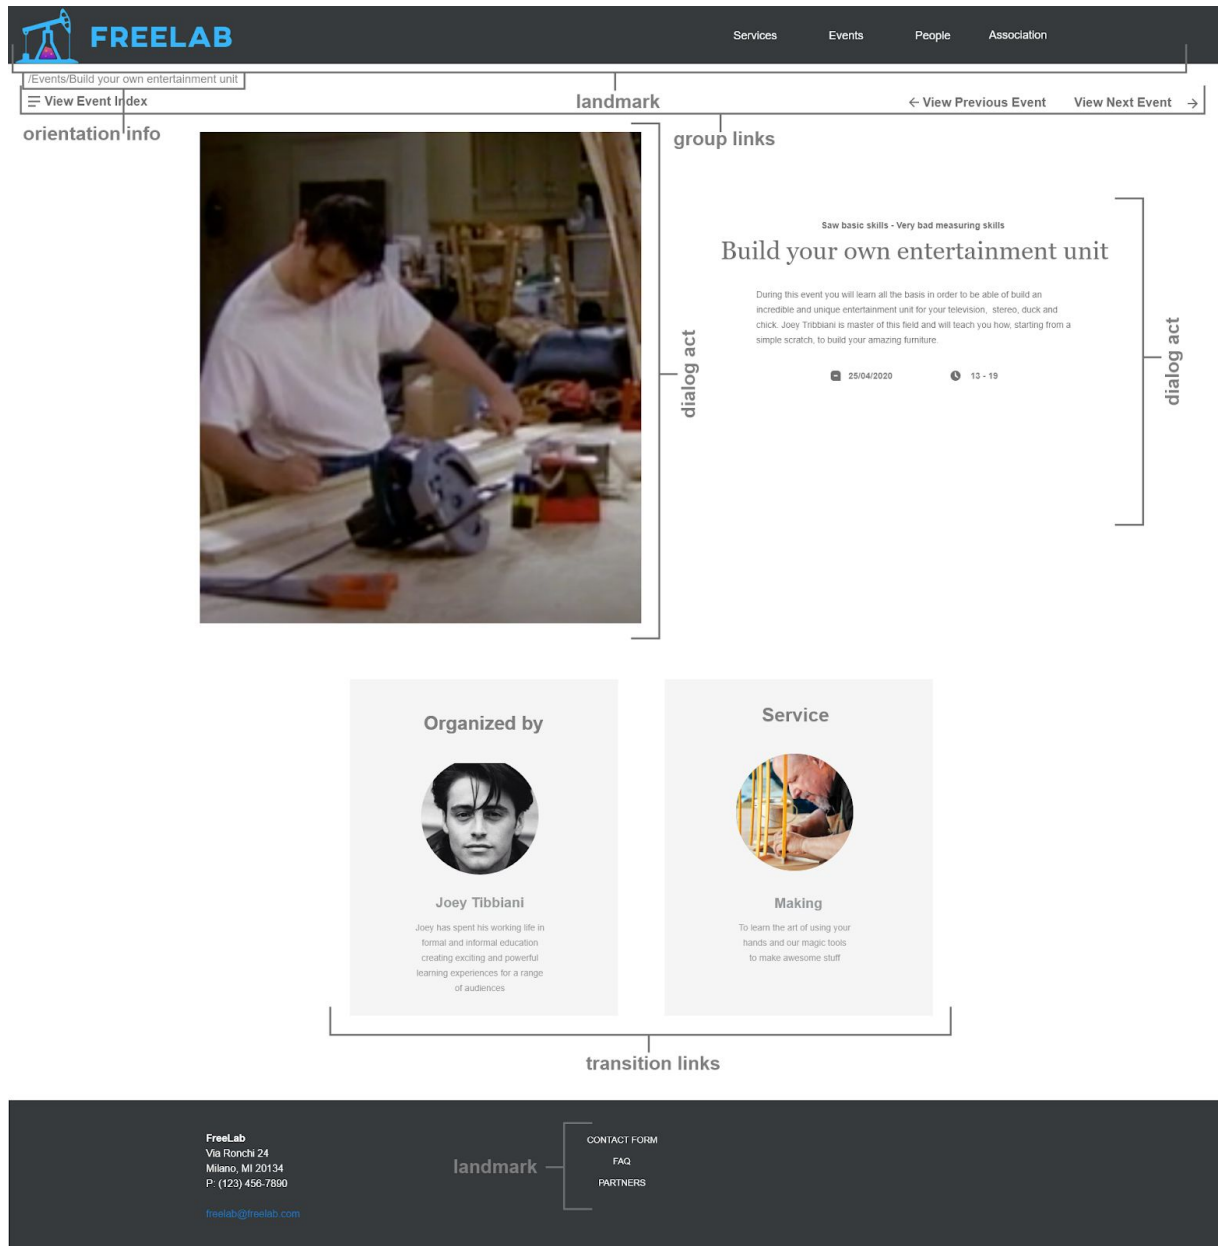 FREELAB
Services Events People Association
/Events/Build your own entertainment unit
View Event Index
landmark
← View Previous Event View Next Event →
orientation info
group links
Saw basic skills - Very bad measuring skills
Build your own entertainment unit
During this event you will learn all the basis in order to be able of build an
incredible and unique entertainment unit for your television, stereo, duck and
chick. Joey Tribbiani is master of this field and will teach you how, starting from a
simple scratch, to build your amazing furniture.
25/04/2020 13 - 19
dialog act
dialog act
Organized by
Joey Tibbiani
Joey has spent his working life in
formal and informal education
creating exciting and powerful
learning experiences for a range
of audiences
Service
Making
To learn the art of using your
hands and our magic tools
to make awesome stuff
transition links
FreeLab
Via Ronchi 24
Milano, MI 20134
P: (123) 456-7890
freelab@freelab.com
landmark
CONTACT FORM
FAQ
PARTNERS